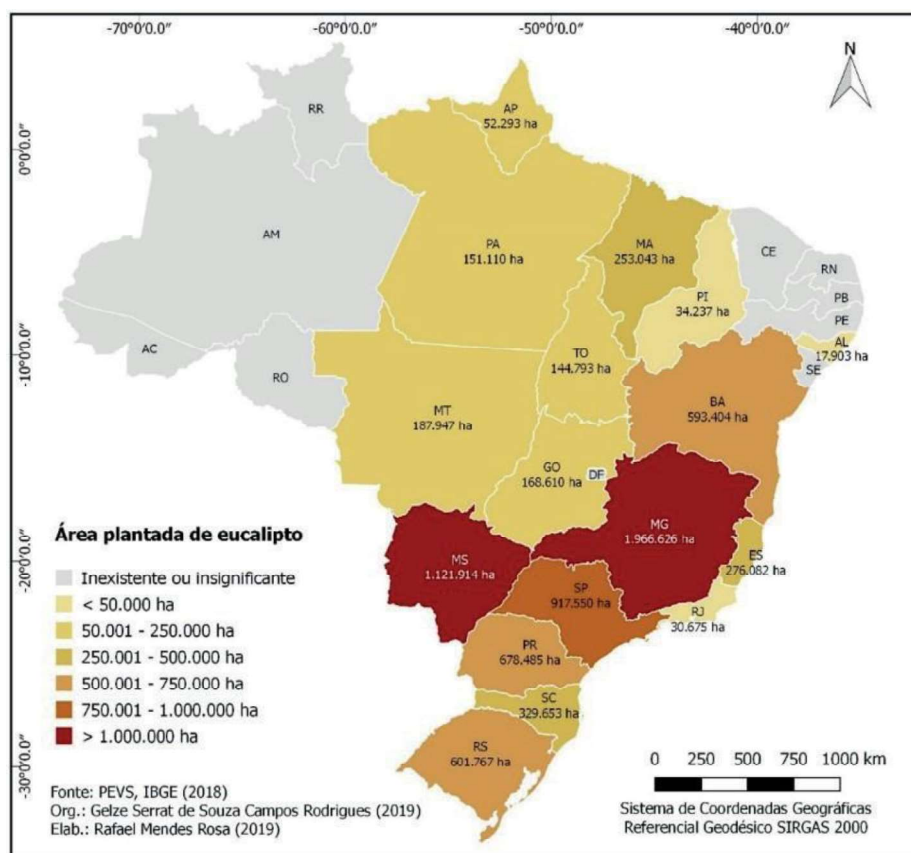 -70°0'0.0"
-60°0'0.0"
-50°0'0.0"
-40°0'0.0"
N
0°0'0.0"
-10°0'0.0"
-20°0'0.0"
-30°0'0.0"
RR
AP
52.293 ha
AM
PA
151.110 ha
MA
253.043 ha
CE
RN
PB
PE
PI
34.237 ha
AL
17.903 ha
SE
AC
RO
TO
144.793 ha
BA
593.404 ha
MT
187.947 ha
GO
168.610 ha
DF
MG
1.966.626 ha
ES
276.082 ha
MS
1.121.914 ha
SP
917.550 ha
RJ
30.675 ha
PR
678.485 ha
SC
329.653 ha
RS
601.767 ha
Área plantada de eucalipto
Inexistente ou insignificante
< 50.000 ha
50.001 - 250.000 ha
250.001 - 500.000 ha
500.001 - 750.000 ha
750.001 - 1.000.000 ha
> 1.000.000 ha
Fonte: PEVS, IBGE (2018)
Org.: Gelze Serrat de Souza Campos Rodrigues (2019)
Elab.: Rafael Mendes Rosa (2019)
0 250 500 750 1000 km
Sistema de Coordenadas Geográficas
Referencial Geodésico SIRGAS 2000